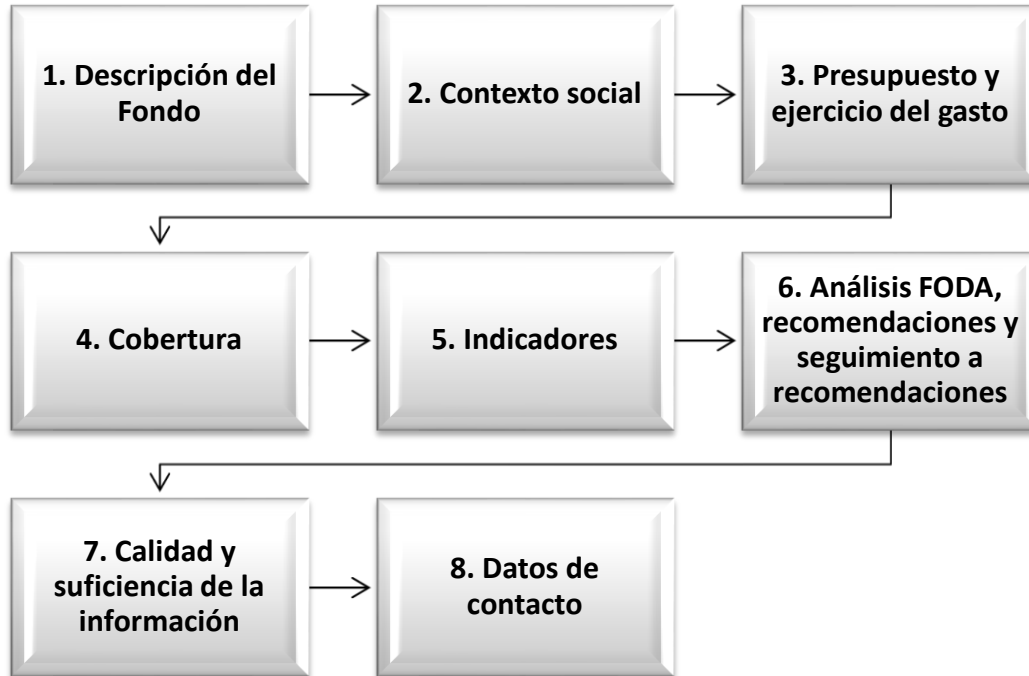 1. Descripción del
Fondo
2. Contexto social
3. Presupuesto y
ejercicio del gasto
4. Cobertura
5. Indicadores
6. Análisis FODA,
recomendaciones y
seguimiento a
recomendaciones
7. Calidad y
suficiencia de la
información
8. Datos de
contacto